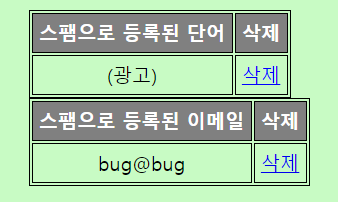 스팸으로 등록된 단어 삭제
(광고) 삭제
스팸으로 등록된 이메일 삭제
bug@bug 삭제